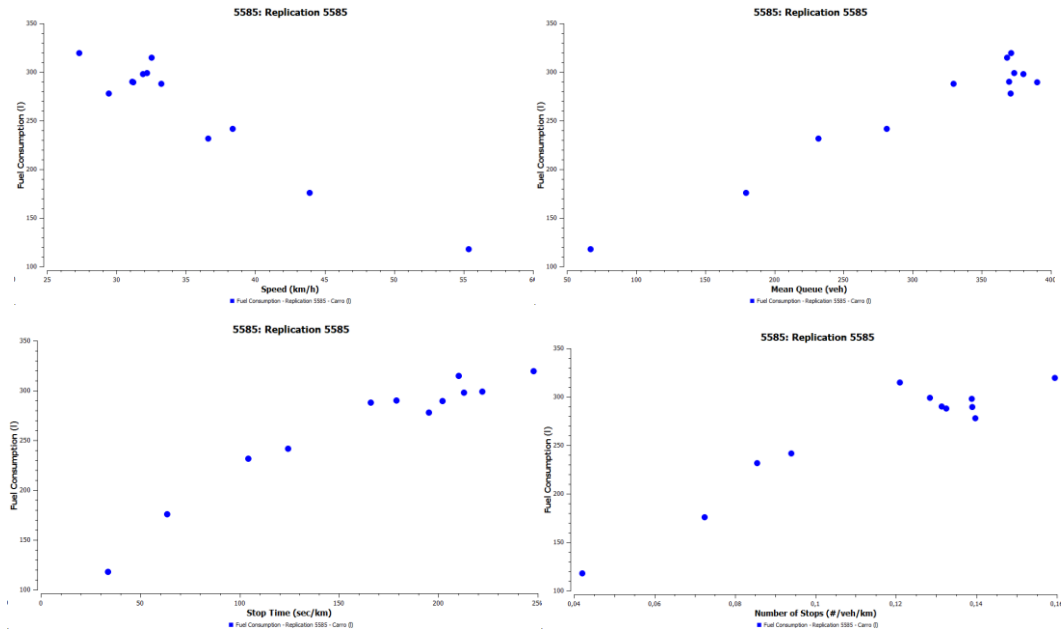 5585: Replication 5585
Fuel Consumption (l)
350
300
250
200
150
100
25 30 35 40 45 50 55 60
Speed (km/h)
Fuel Consumption - Replication 5585 - Carro (l)
5585: Replication 5585
Fuel Consumption (l)
350
300
250
200
150
100
50 100 150 200 250 300 350 400
Mean Queue (veh)
Fuel Consumption - Replication 5585 - Carro (l)
5585: Replication 5585
Fuel Consumption (l)
350
300
250
200
150
100
0 50 100 150 200 250
Stop Time (sec/km)
Fuel Consumption - Replication 5585 - Carro (l)
5585: Replication 5585
Fuel Consumption (l)
350
300
250
200
150
100
0,04 0,06 0,08 0,1 0,12 0,14 0,16
Number of Stops (#/veh/km)
Fuel Consumption - Replication 5585 - Carro (l)